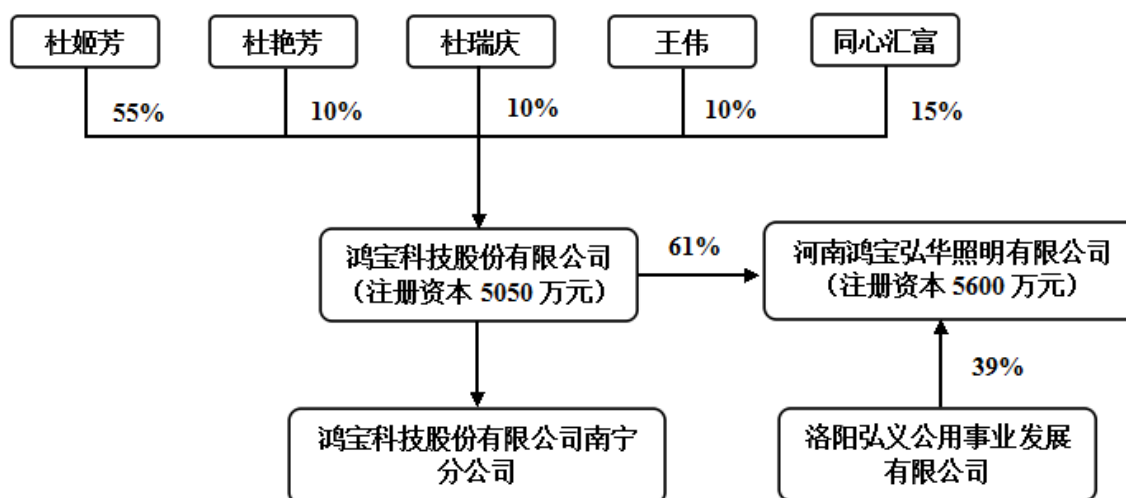 杜姬芳
杜艳芳
杜瑞庆
王伟
同心汇富
55%
10%
10%
10%
15%
鸿宝科技股份有限公司
（注册资本 5050 万元）
61%
河南鸿宝弘华照明有限公司
（注册资本 5600 万元）
39%
鸿宝科技股份有限公司南宁
分公司
洛阳弘义公用事业发展
有限公司